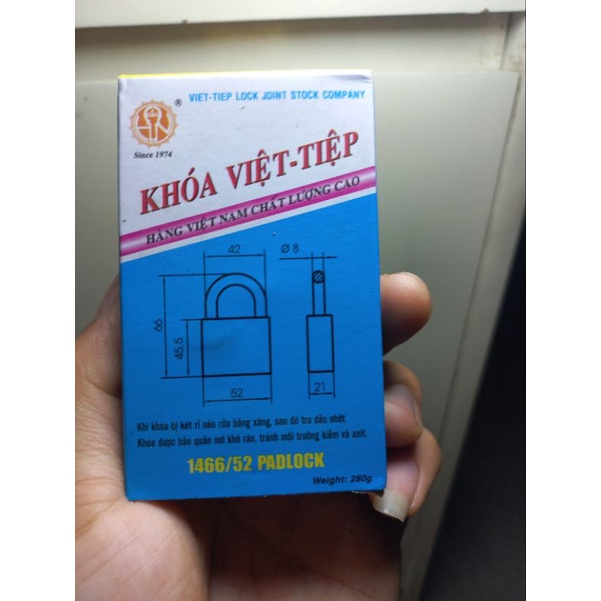 VIET-TIEP LOCK JOINT STOCK COMPANY
®
Since 1974
KHÓA VIỆT-TIỆP
HÀNG VIỆT NAM CHẤT LƯỢNG CAO
42
Ø 8
66
45.5
52
21
Khi khóa bị kẹt rỉ nên rửa bằng xăng, sau đó tra dầu nhớt
Khóa được bảo quản nơi khô ráo, tránh môi trường kiềm và axit.
1466/52 PADLOCK
Weight: 280g